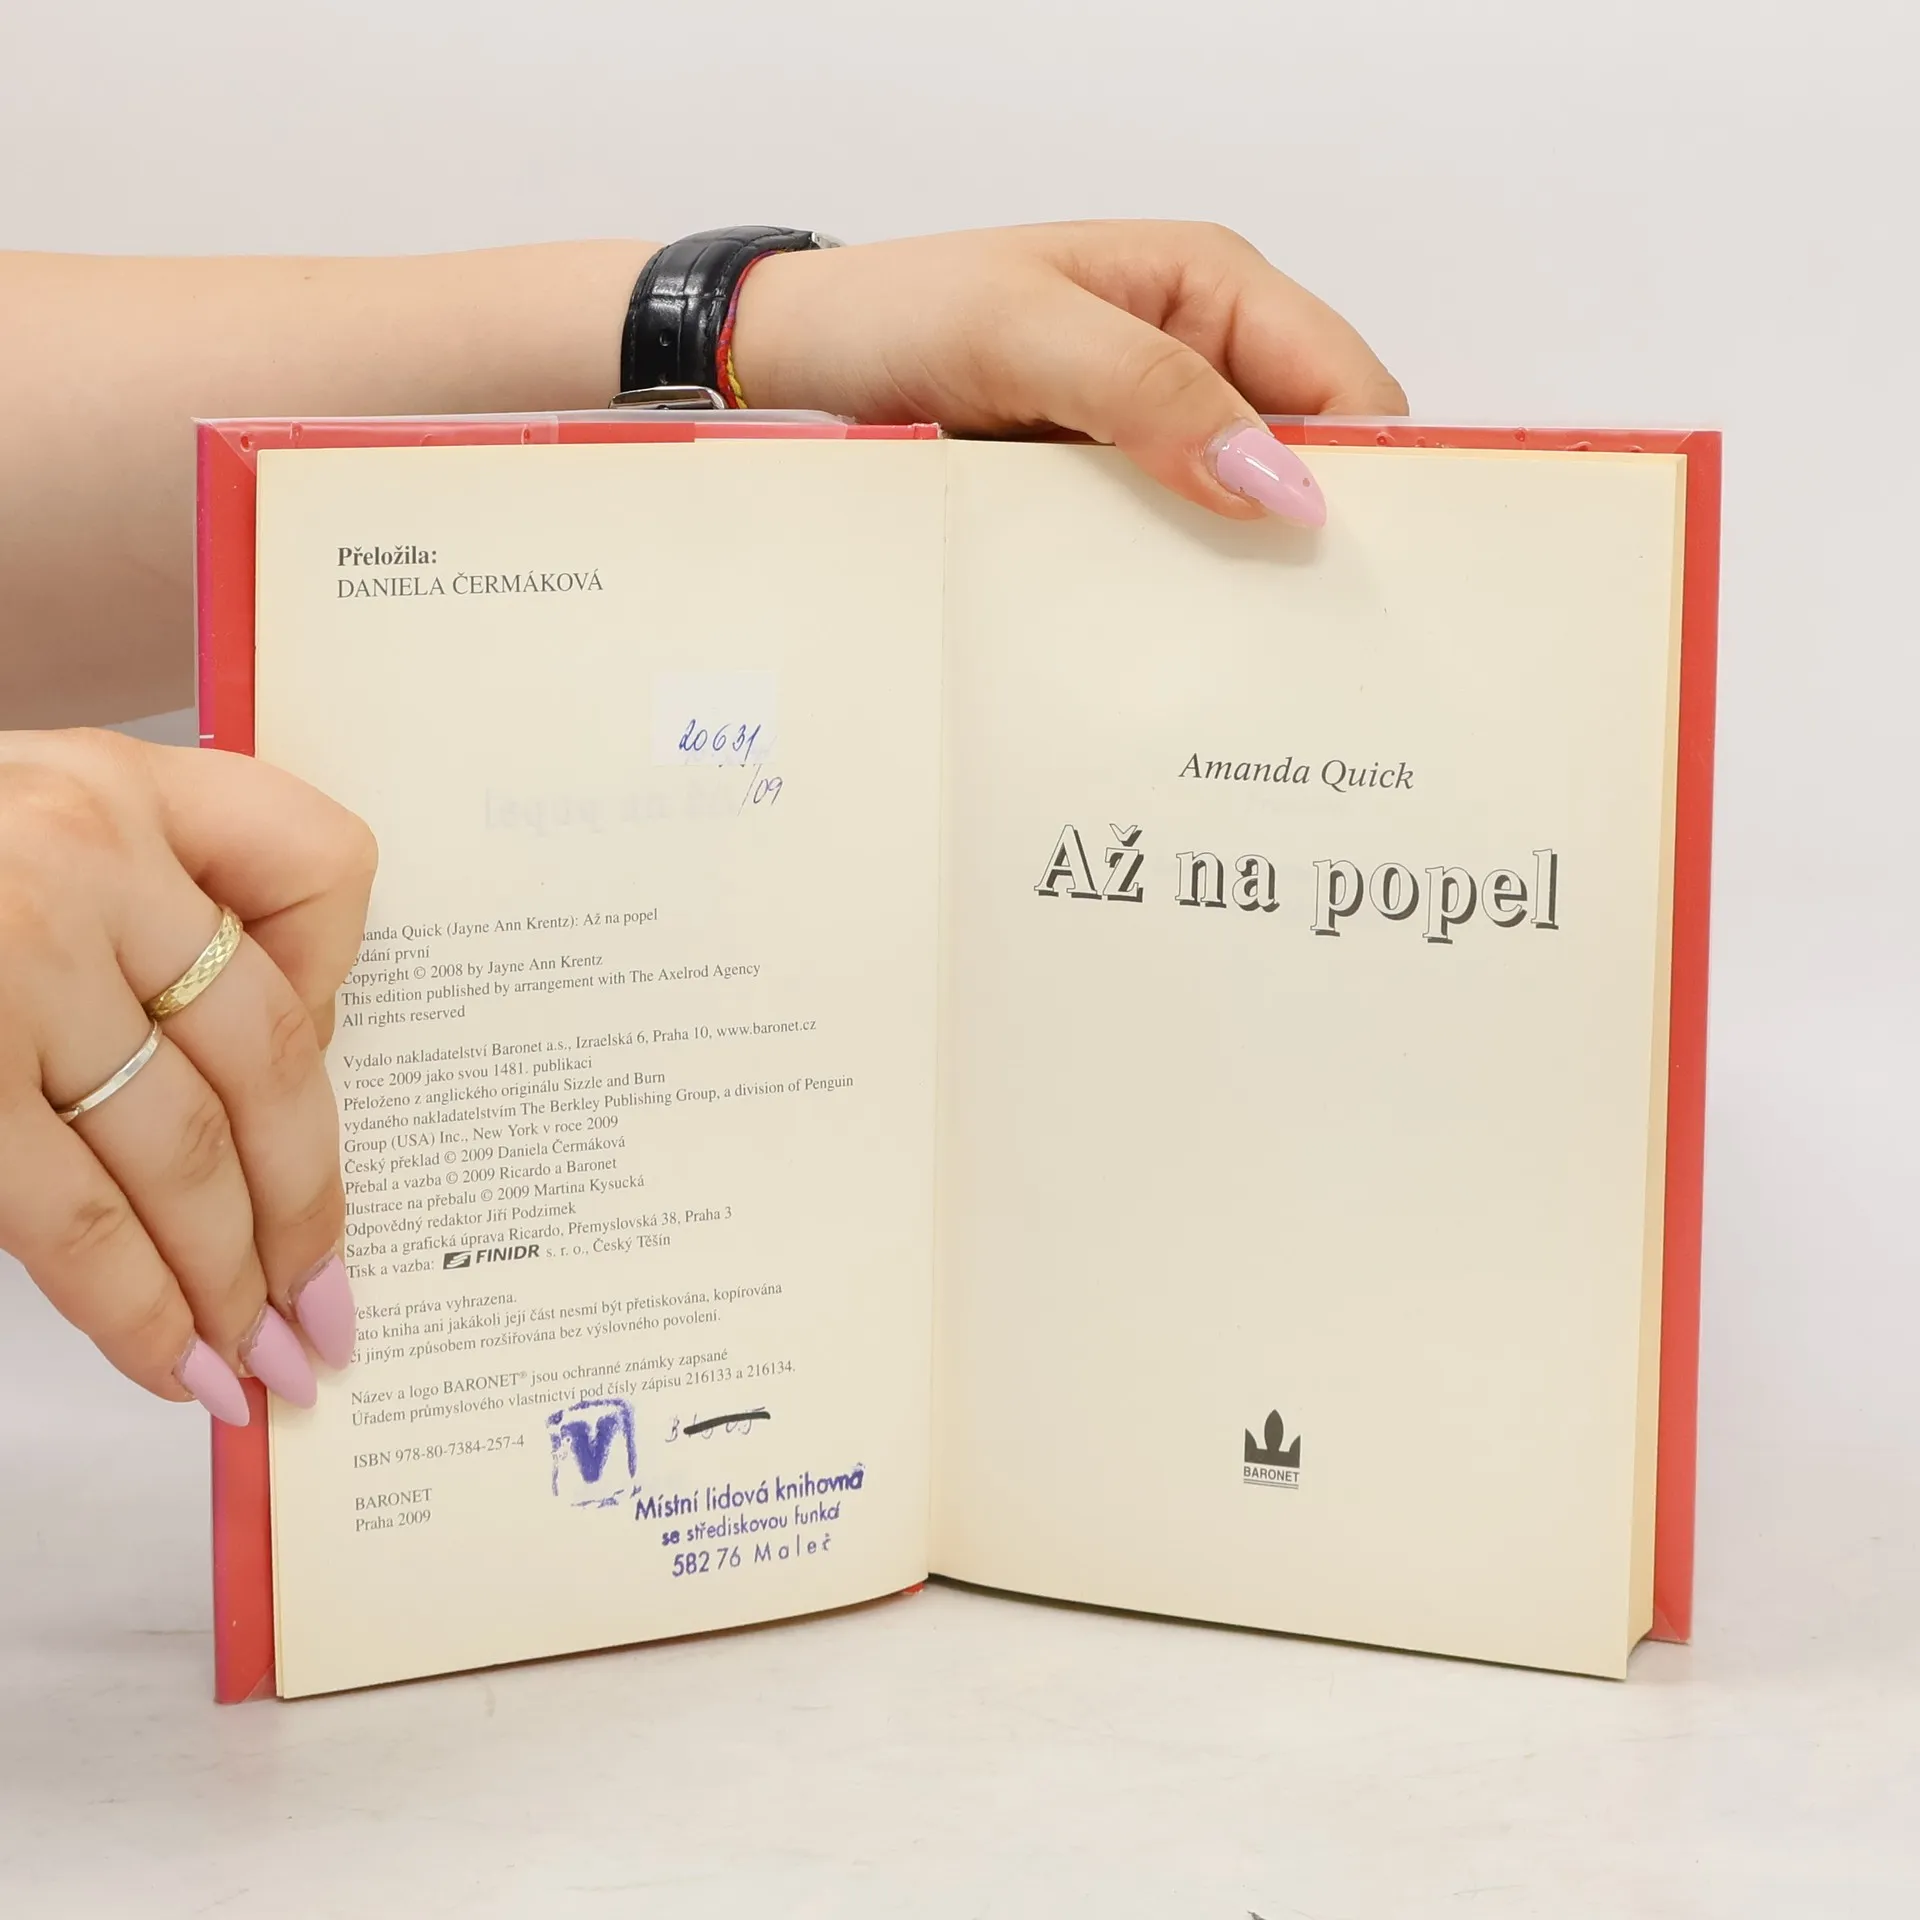 Přeložila:
DANIELA ČERMÁKOVÁ
20631
/09
anda Quick (Jayne Ann Krentz): Až na popel
ydání první
Copyright © 2008 by Jayne Ann Krentz
This edition published by arrangement with The Axelrod Agency
All rights reserved
Vydalo nakladatelství Baronet a.s., Izraelská 6, Praha 10, www.baronet.cz
v roce 2009 jako svou 1481. publikaci
Přeloženo z anglického originálu Sizzle and Burn
vydaného nakladatelstvím The Berkley Publishing Group, a division of Penguin
Group (USA) Inc., New York v roce 2009
Český překlad © 2009 Daniela Čermáková
Přebal a vazba © 2009 Ricardo a Baronet
Ilustrace na přebalu © 2009 Martina Kysucká
Odpovědný redaktor Jiří Podzimek
Sazba a grafická úprava Ricardo, Přemyslovská 38, Praha 3
Tisk a vazba: FINIDR s. r. o., Český Těšín
eškerá práva vyhrazena.
ato kniha ani jakákoli její část nesmí být přetiskována, kopírována
či jiným způsobem rozšiřována bez výslovného povolení.
Název a logo BARONET® jsou ochranné známky zapsané
Úřadem průmyslového vlastnictví pod čísly zápisu 216133 a 216134.
ISBN 978-80-7384-257-4
V
BARONET
Praha 2009
Místní lidová knihovna
se střediskovou funkcí
582 76 Maleč
Amanda Quick
Až na popel
BARONET